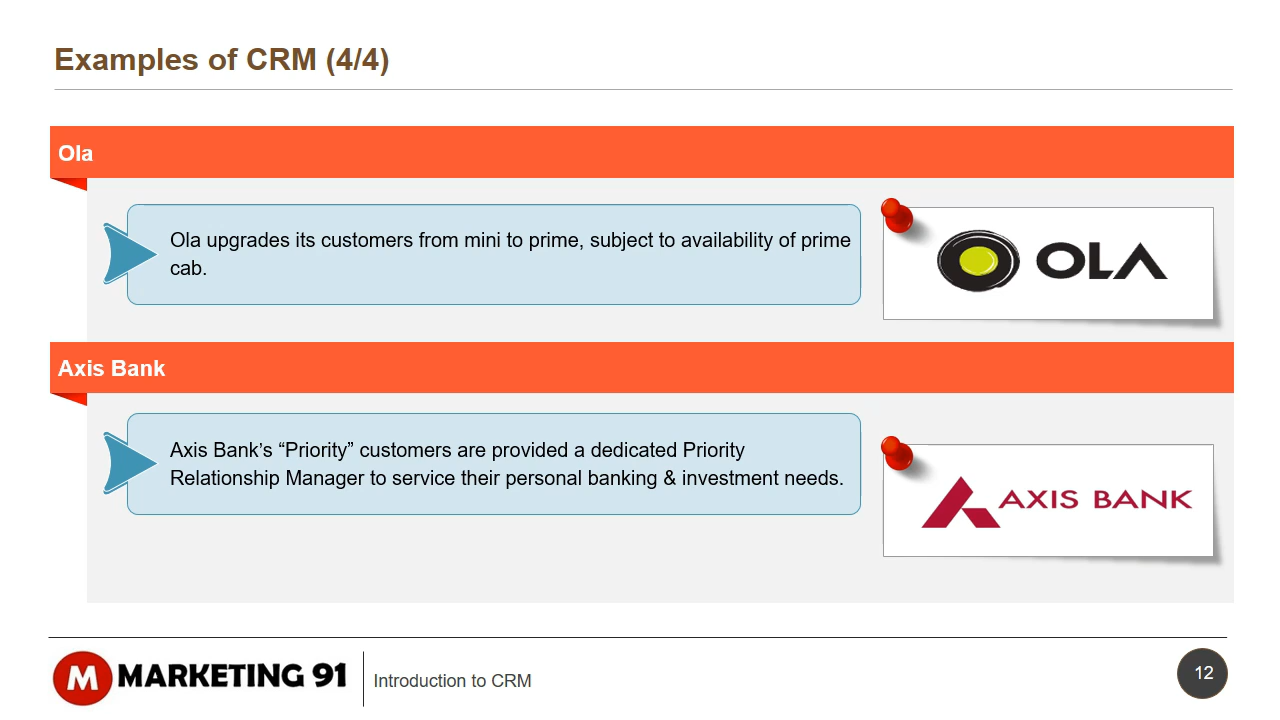 Examples of CRM (4/4)
Ola
Ola upgrades its customers from mini to prime, subject to availability of prime
cab.
OLA
Axis Bank
Axis Bank’s “Priority” customers are provided a dedicated Priority
Relationship Manager to service their personal banking & investment needs.
AXIS BANK
M MARKETING 91
Introduction to CRM
12